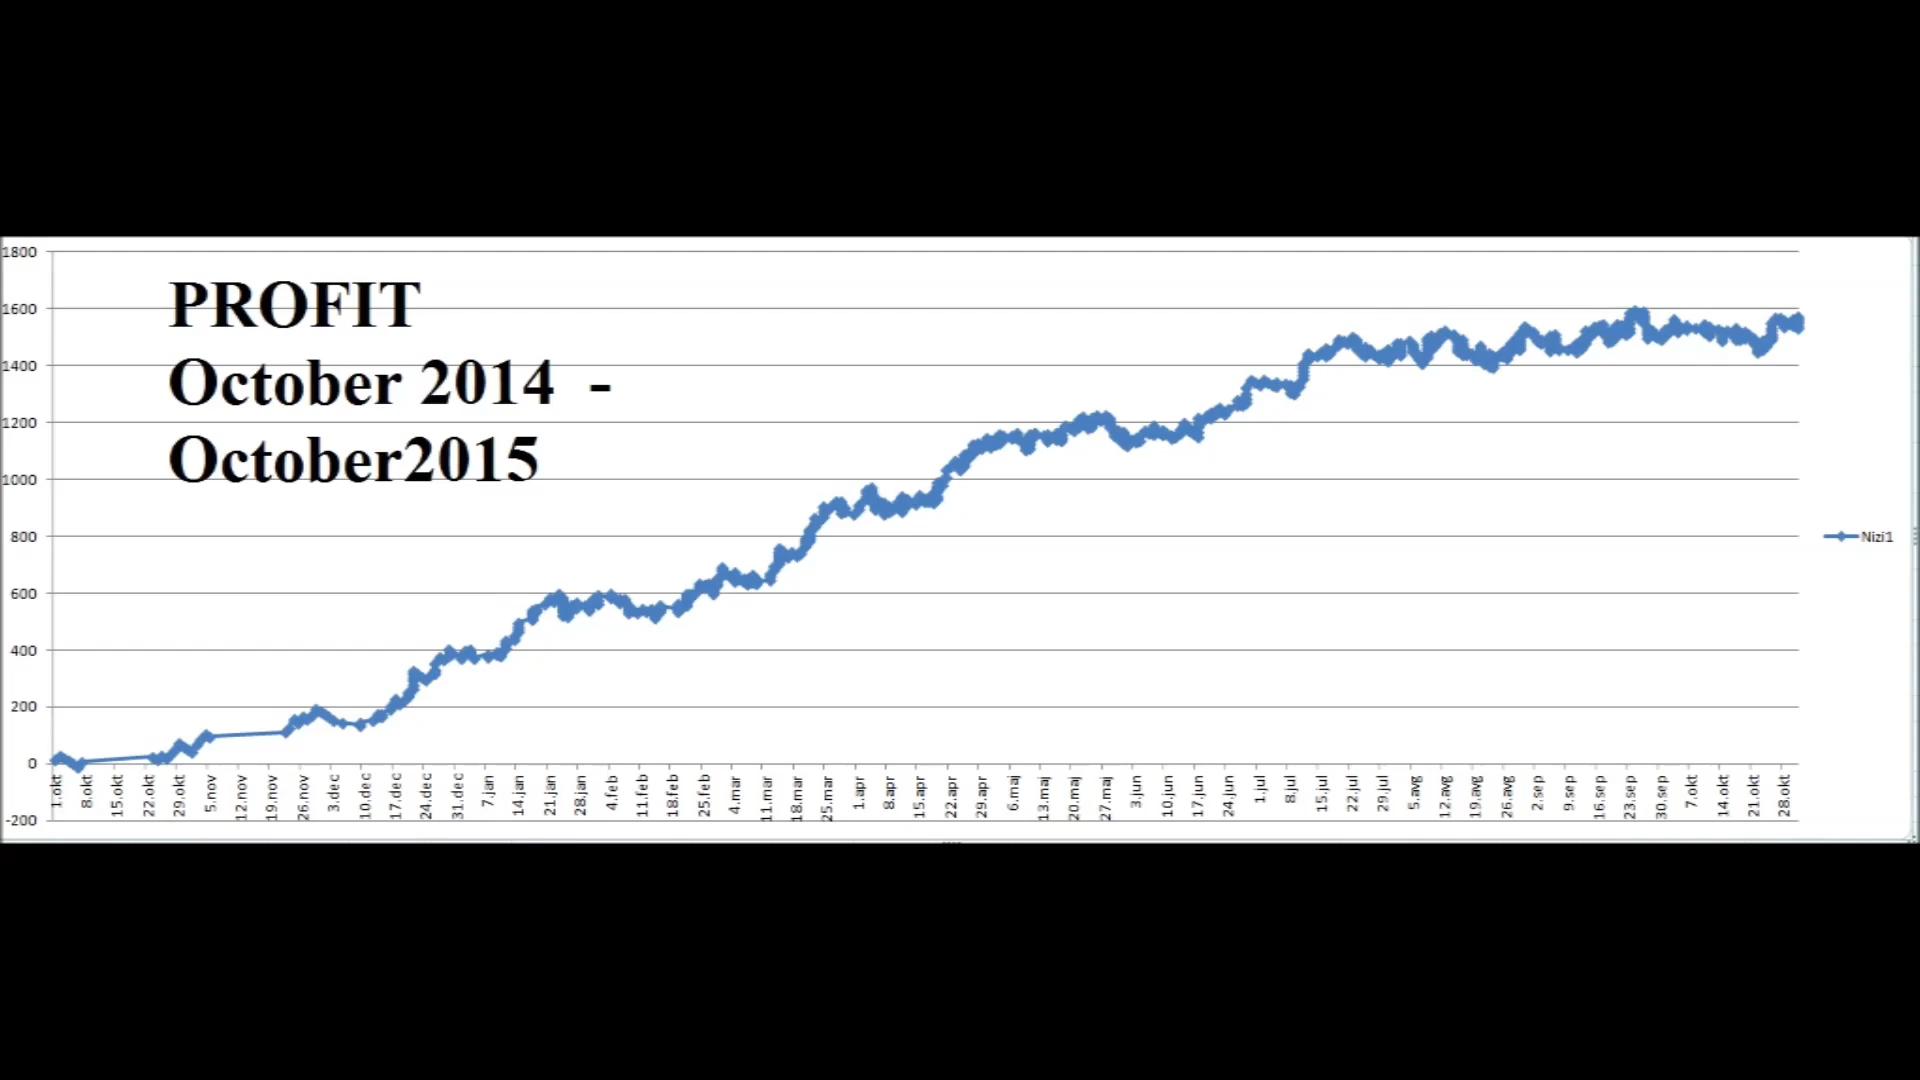 1800
1600
1400
1200
1000
800
600
400
200
0
-200
PROFIT
October 2014 -
October2015
1.okt
8.okt
15.okt
22.okt
29.okt
5.nov
12.nov
19.nov
26.nov
3.dec
10.dec
17.dec
24.dec
31.dec
7.jan
14.jan
21.jan
28.jan
4.feb
11.feb
18.feb
25.feb
4.mar
11.mar
18.mar
25.mar
1.apr
8.apr
15.apr
22.apr
29.apr
6.maj
13.maj
20.maj
27.maj
3.jun
10.jun
17.jun
24.jun
1.jul
8.jul
15.jul
22.jul
29.jul
5.avg
12.avg
19.avg
26.avg
2.sep
9.sep
16.sep
23.sep
30.sep
7.okt
14.okt
21.okt
28.okt
Nizi1